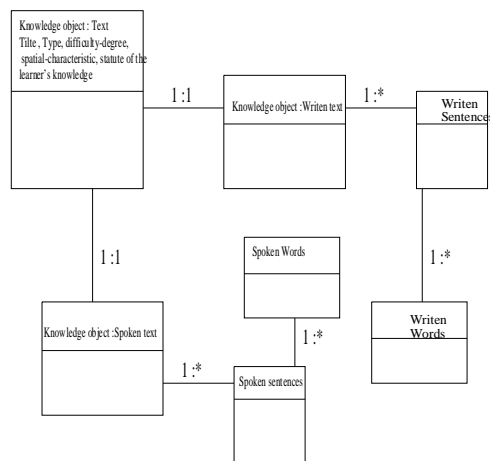 Knowledge object : Text
Tilte , Type, difficulty-degree,
spatial-characteristic, statute of the
learner's knowledge
1 :1
Knowledge object :Writen text
1 :*
Writen
Sentences
1 :1
Spoken Words
1 :*
Knowledge object :Spoken text
1 :*
Writen
Words
1 :*
Spoken sentences